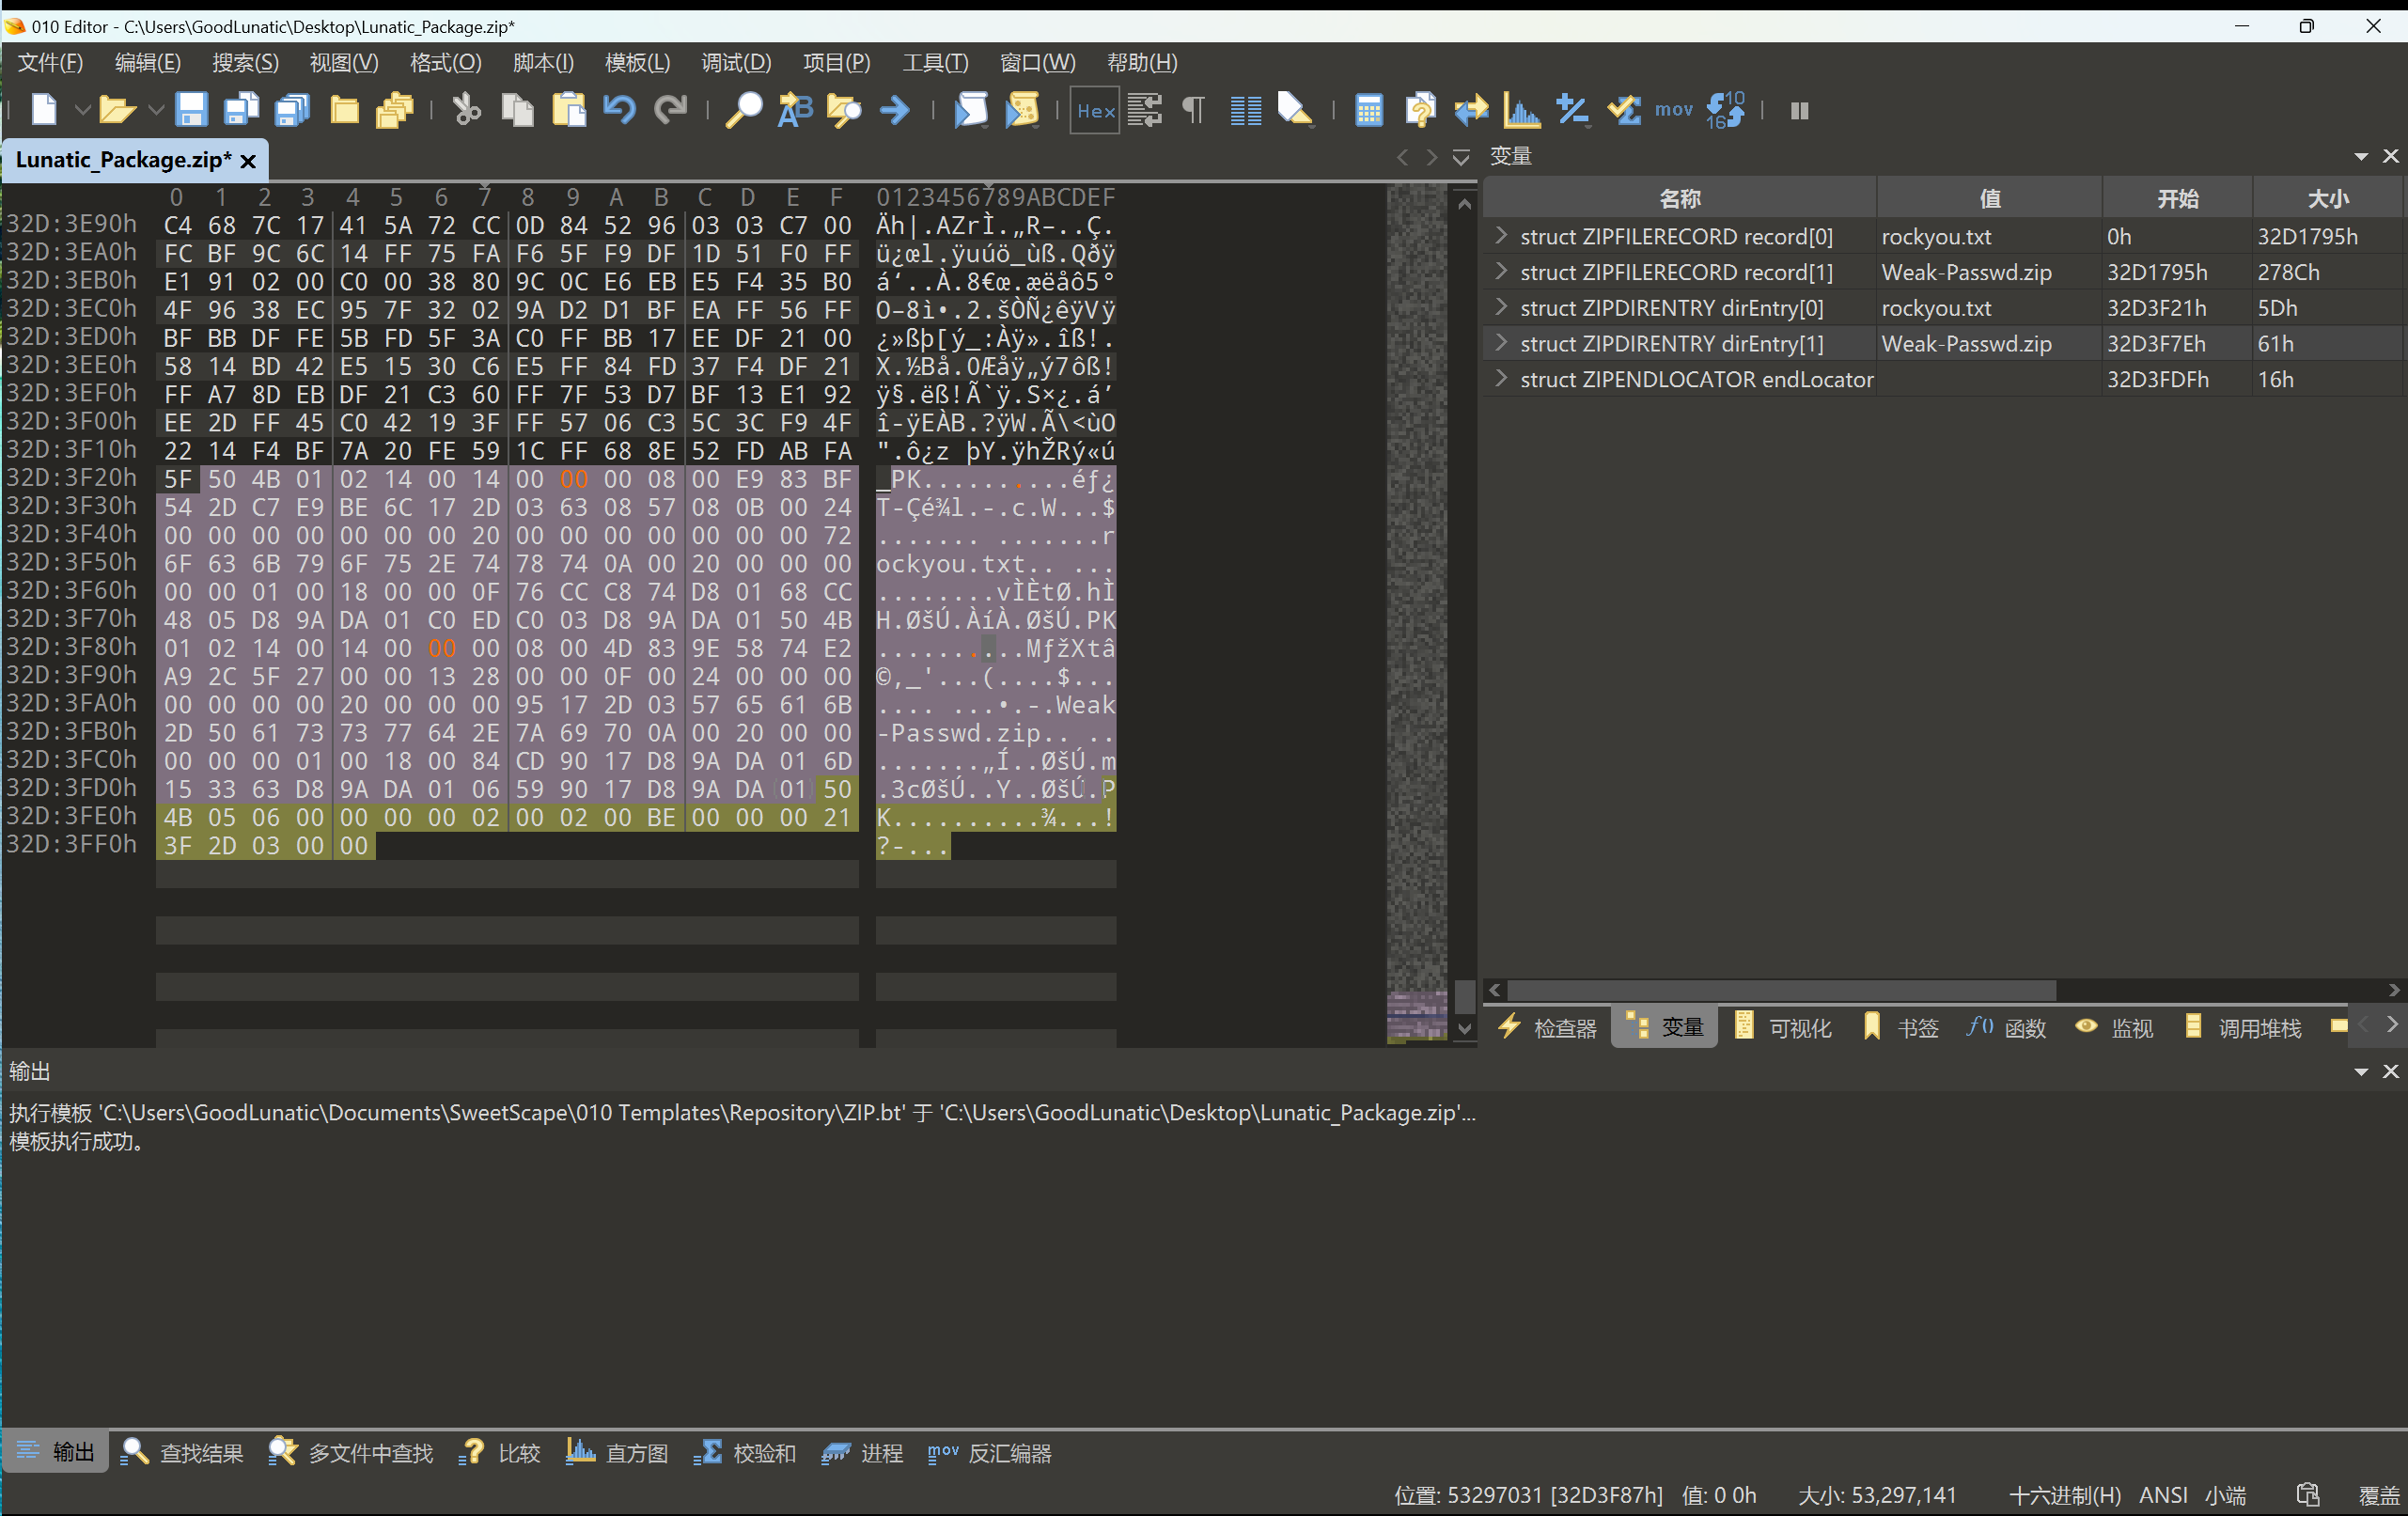 010 Editor - C:\Users\GoodLunatic\Desktop\Lunatic_Package.zip*
文件(F) 编辑(E) 搜索(S) 视图(V) 格式(O) 脚本(I) 模板(L) 调试(D) 项目(P) 工具(T) 窗口(W) 帮助(H)
Hex mov
Lunatic_Package.zip*
0 1 2 3 4 5 6 7 8 9 A B C D E F 0123456789ABCDEF
32D:3E90h C4 68 7C 17 41 5A 72 CC 0D 84 52 96 03 03 C7 00 Äh|.AZrÌ.„R–..Ç.
32D:3EA0h FC BF 9C 6C 14 FF 75 FA F6 5F F9 DF 1D 51 F0 FF ü¿œl.ÿuúö_ùß.Qðÿ
32D:3EB0h E1 91 02 00 C0 00 38 80 9C 0C E6 EB E5 F4 35 B0 á‘..À.8€œ.æëåô5°
32D:3EC0h 4F 96 38 EC 95 7F 32 02 9A D2 D1 BF EA FF 56 FF O–8ì•.2.šÒÑ¿êÿVÿ
32D:3ED0h BF BB DF FE 5B FD 5F 3A C0 FF BB 17 EE DF 21 00 ¿»ßþ[ý_:Àÿ».îß!.
32D:3EE0h 58 14 BD 42 E5 15 30 C6 E5 FF 84 FD 37 F4 DF 21 X.½Bå.0Æåÿ„ý7ôß!
32D:3EF0h FF A7 8D EB DF 21 C3 60 FF 7F 53 D7 BF 13 E1 92 ÿ§.ëß!Ã`ÿ.S×¿.á’
32D:3F00h EE 2D FF 45 C0 42 19 3F FF 57 06 C3 5C 3C F9 4F î-ÿEÀB.?ÿW.Ã\<ùO
32D:3F10h 22 14 F4 BF 7A 20 FE 59 1C FF 68 8E 52 FD AB FA ".ô¿z þY.ÿhŽRý«ú
32D:3F20h 5F 50 4B 01 02 14 00 14 00 00 00 08 00 E9 83 BF _PK..........éƒ¿
32D:3F30h 54 2D C7 E9 BE 6C 17 2D 03 63 08 57 08 0B 00 24 T-Çé¾l.-.c.W...$
32D:3F40h 00 00 00 00 00 00 00 20 00 00 00 00 00 00 00 72 ....... .......r
32D:3F50h 6F 63 6B 79 6F 75 2E 74 78 74 0A 00 20 00 00 00 ockyou.txt.. ...
32D:3F60h 00 00 01 00 18 00 00 0F 76 CC C8 74 D8 01 68 CC ........vÌÈtØ.hÌ
32D:3F70h 48 05 D8 9A DA 01 C0 ED C0 03 D8 9A DA 01 50 4B H.ØšÚ.ÀíÀ.ØšÚ.PK
32D:3F80h 01 02 14 00 14 00 00 00 08 00 4D 83 9E 58 74 E2 ..........MƒžXtâ
32D:3F90h A9 2C 5F 27 00 00 13 28 00 00 0F 00 24 00 00 00 ©,_'...(....$...
32D:3FA0h 00 00 00 00 20 00 00 00 95 17 2D 03 57 65 61 6B .... ...•.-.Weak
32D:3FB0h 2D 50 61 73 73 77 64 2E 7A 69 70 0A 00 20 00 00 -Passwd.zip.. ..
32D:3FC0h 00 00 00 01 00 18 00 84 CD 90 17 D8 9A DA 01 6D .......„Í..ØšÚ.m
32D:3FD0h 15 33 63 D8 9A DA 01 06 59 90 17 D8 9A DA 01 50 .3cØšÚ..Y..ØšÚ.P
32D:3FE0h 4B 05 06 00 00 00 00 02 00 02 00 BE 00 00 00 21 K..........¾...!
32D:3FF0h 3F 2D 03 00 00 ?-...
变量
名称 值 开始 大小
struct ZIPFILERECORD record[0] rockyou.txt 0h 32D1795h
struct ZIPFILERECORD record[1] Weak-Passwd.zip 32D1795h 278Ch
struct ZIPDIRENTRY dirEntry[0] rockyou.txt 32D3F21h 5Dh
struct ZIPDIRENTRY dirEntry[1] Weak-Passwd.zip 32D3F7Eh 61h
struct ZIPENDLOCATOR endLocator 32D3FDFh 16h
检查器 变量 可视化 书签 f() 函数 监视 调用堆栈
输出
执行模板 'C:\Users\GoodLunatic\Documents\SweetScape\010 Templates\Repository\ZIP.bt' 于 'C:\Users\GoodLunatic\Desktop\Lunatic_Package.zip'...
模板执行成功。
输出 查找结果 多文件中查找 比较 直方图 校验和 进程 mov 反汇编器
位置: 53297031 [32D3F87h] 值: 0 0h 大小: 53,297,141 十六进制(H) ANSI 小端 覆盖